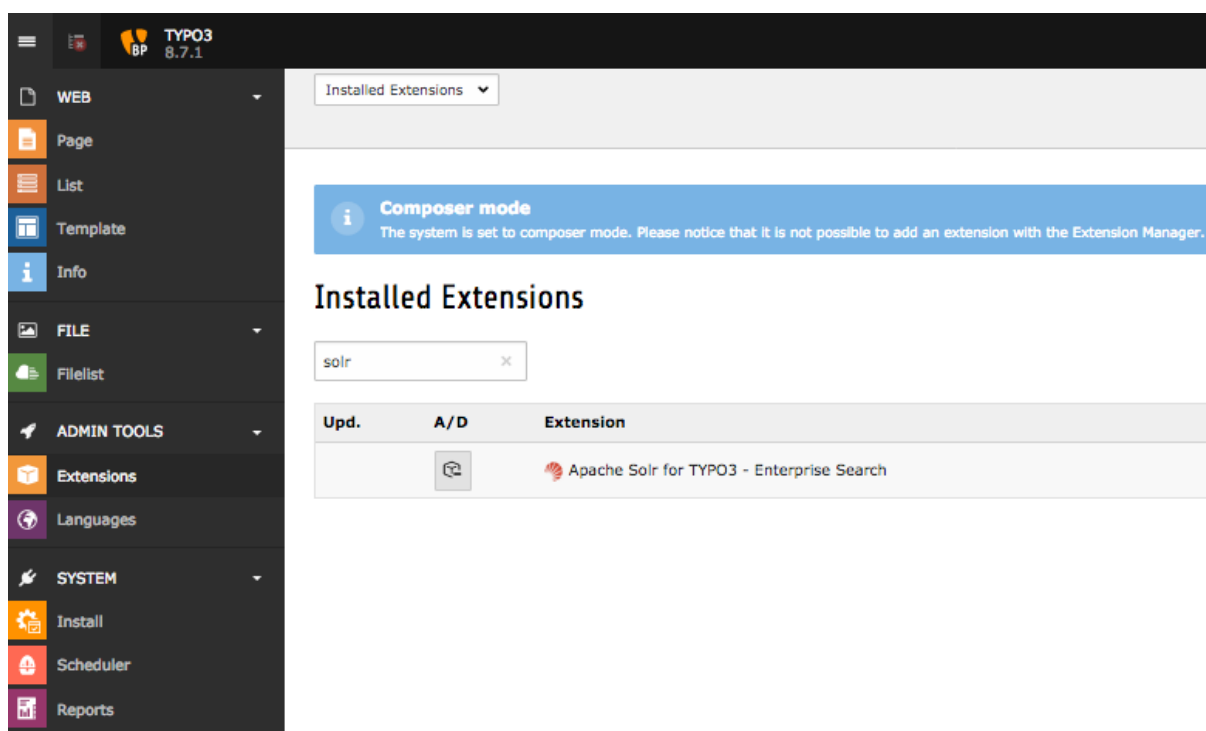 TYPO3
8.7.1
BP
WEB
Page
List
Template
Info
FILE
Filelist
ADMIN TOOLS
Extensions
Languages
SYSTEM
Install
Scheduler
Reports
Installed Extensions
Composer mode
The system is set to composer mode. Please notice that it is not possible to add an extension with the Extension Manager.
Installed Extensions
solr
Upd. A/D Extension
Apache Solr for TYPO3 - Enterprise Search